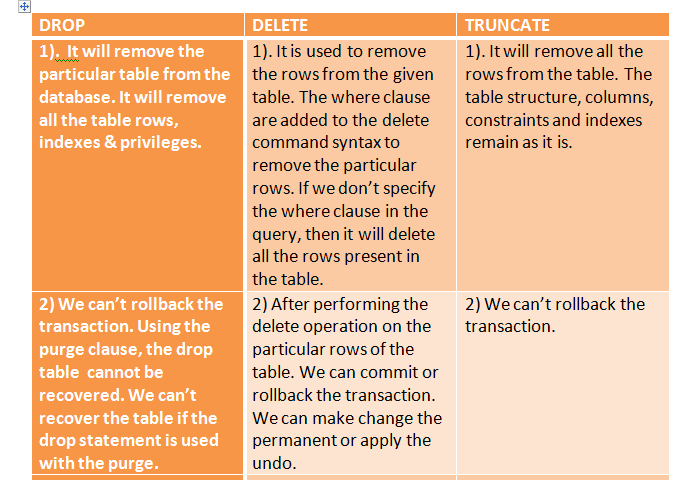 DROP
DELETE
TRUNCATE
1). It will remove the
particular table from the
database. It will remove
all the table rows,
indexes & privileges.
1). It is used to remove
the rows from the given
table. The where clause
are added to the delete
command syntax to
remove the particular
rows. If we don’t specify
the where clause in the
query, then it will delete
all the rows present in
the table.
1). It will remove all the
rows from the table. The
table structure, columns,
constraints and indexes
remain as it is.
2) We can’t rollback the
transaction. Using the
purge clause, the drop
table cannot be
recovered. We can’t
recover the table if the
drop statement is used
with the purge.
2) After performing the
delete operation on the
particular rows of the
table. We can commit or
rollback the transaction.
We can make change the
permanent or apply the
undo.
2) We can’t rollback the
transaction.